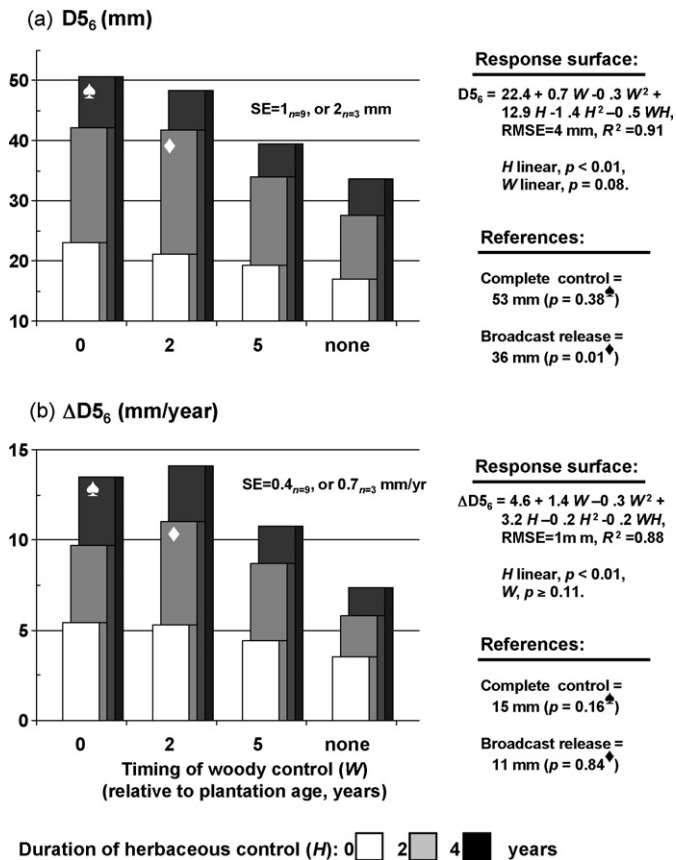 (a) D5₆ (mm)
50
40
30
20
10
SE=1ₙ₌₉, or 2ₙ₌₃ mm
0 2 5 none
Response surface:
D5₆ = 22.4 + 0.7 W -0 .3 W² +
12.9 H -1 .4 H² –0 .5 WH,
RMSE=4 mm, R² =0.91
H linear, p < 0.01,
W linear, p = 0.08.
References:
Complete control =
53 mm (p = 0.38♠)
Broadcast release =
36 mm (p = 0.01♦)
(b) ΔD5₆ (mm/year)
15
10
5
0
SE=0.4ₙ₌₉, or 0.7ₙ₌₃ mm/yr
0 2 5 none
Timing of woody control (W)
(relative to plantation age, years)
Response surface:
ΔD5₆ = 4.6 + 1.4 W –0 .3 W² +
3.2 H –0 .2 H² -0 .2 WH,
RMSE=1m m, R² =0.88
H linear, p < 0.01,
W, p ≥ 0.11.
References:
Complete control =
15 mm (p = 0.16♠)
Broadcast release =
11 mm (p = 0.84♦)
Duration of herbaceous control (H): 0 2 4 years